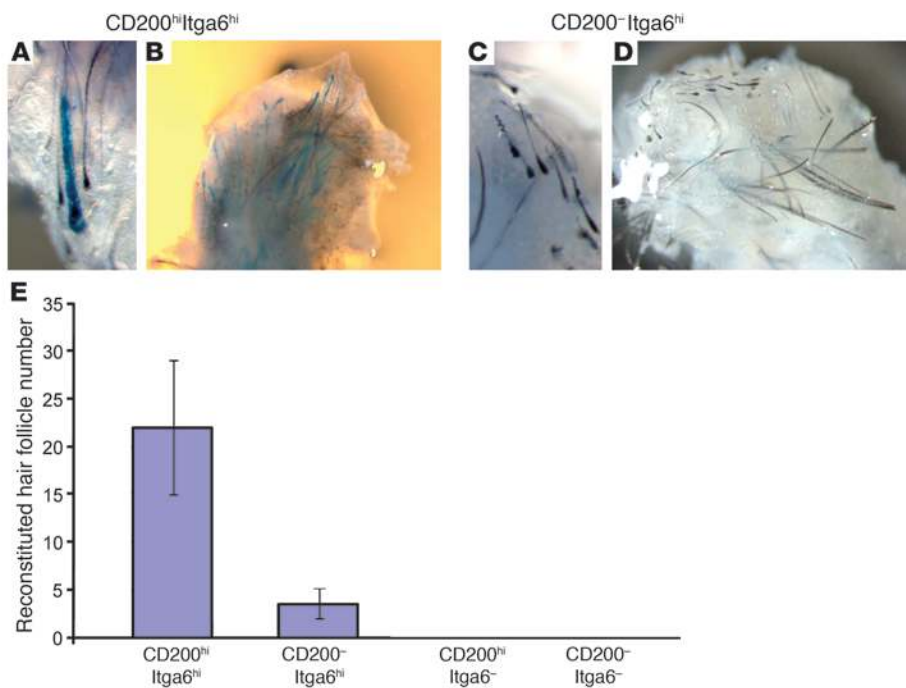 CD200ʰⁱItga6ʰⁱ
CD200⁻Itga6ʰⁱ
A
B
C
D
E
Reconstituted hair follicle number
35
30
25
20
15
10
5
0
CD200ʰⁱ
Itga6ʰⁱ
CD200⁻
Itga6ʰⁱ
CD200ʰⁱ
Itga6⁻
CD200⁻
Itga6⁻